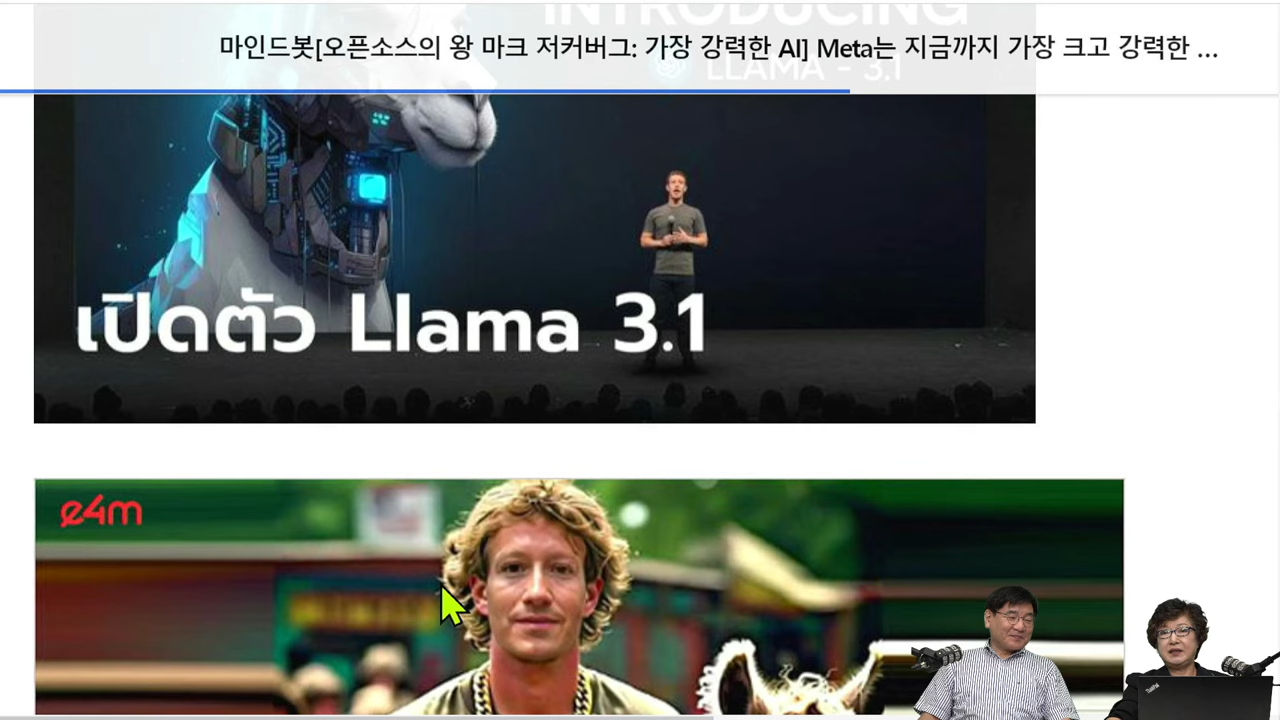 INTRODUCING
마인드봇[오픈소스의 왕 마크 저커버그: 가장 강력한 AI] Meta는 지금까지 가장 크고 강력한 ...
LLAMA - 3.1
เปิดตัว Llama 3.1
e4m
ThinkPad